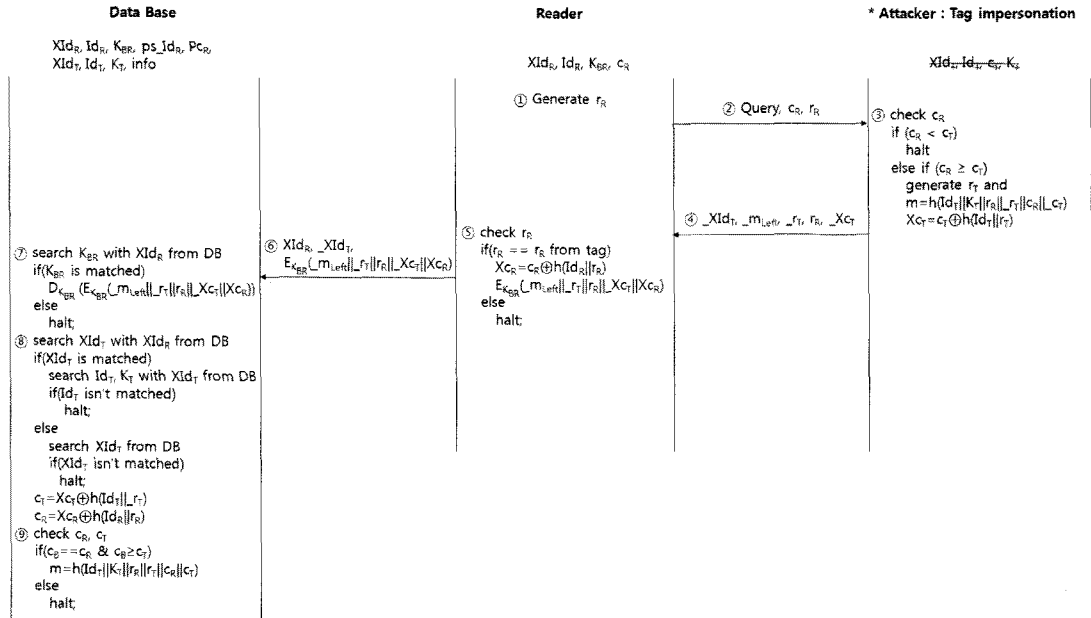 Data Base
Reader
* Attacker : Tag impersonation
XId_R, Id_R, K_BR, ps_Id_R, Pc_R,
XId_T, Id_T, K_T, info
XId_R, Id_R, K_BR, c_R
① Generate r_R
② Query, c_R, r_R
③ check c_R
if (c_R < c_T)
halt
else if (c_R ≥ c_T)
generate r_T and
m=h(Id_T||K_T||r_R||_r_T||c_R||_c_T)
Xc_T=c_T⊕h(Id_T||r_T)
④ _XId_T, _m_Left, _r_T, r_R, _Xc_T
⑤ check r_R
if(r_R == r_R from tag)
Xc_R=c_R⊕h(Id_R||r_R)
E_K_BR(_m_Left||_r_T||r_R||_Xc_T||Xc_R)
else
halt;
⑥ XId_R, _XId_T,
E_K_BR(_m_Left||_r_T||r_R||_Xc_T||Xc_R)
⑦ search K_BR with XId_R from DB
if(K_BR is matched)
D_K_BR(E_K_BR(_m_Left||_r_T||r_R||_Xc_T||Xc_R))
else
halt;
⑧ search XId_T with XId_R from DB
if(XId_T is matched)
search Id_T, K_T with XId_T from DB
if(Id_T isn't matched)
halt;
else
search XId_T from DB
if(XId_T isn't matched)
halt;
c_T=Xc_T⊕h(Id_T||_r_T)
c_R=Xc_R⊕h(Id_R||r_R)
⑨ check c_R, c_T
if(c_B==c_R & c_B≥c_T)
m=h(Id_T||K_T||r_R||r_T||c_R||c_T)
else
halt;